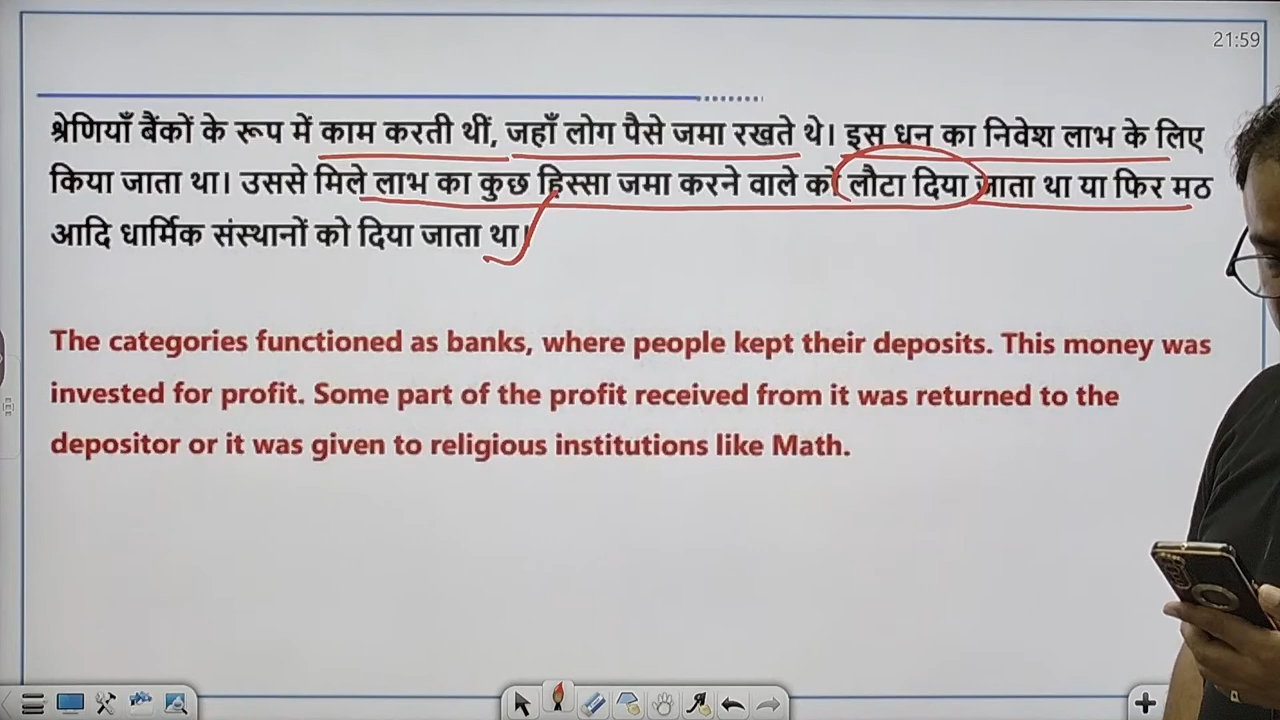 21:59
श्रेणियाँ बैंकों के रूप में काम करती थीं, जहाँ लोग पैसे जमा रखते थे। इस धन का निवेश लाभ के लिए
किया जाता था। उससे मिले लाभ का कुछ हिस्सा जमा करने वाले को लौटा दिया जाता था या फिर मठ
आदि धार्मिक संस्थानों को दिया जाता था।
The categories functioned as banks, where people kept their deposits. This money was
invested for profit. Some part of the profit received from it was returned to the
depositor or it was given to religious institutions like Math.